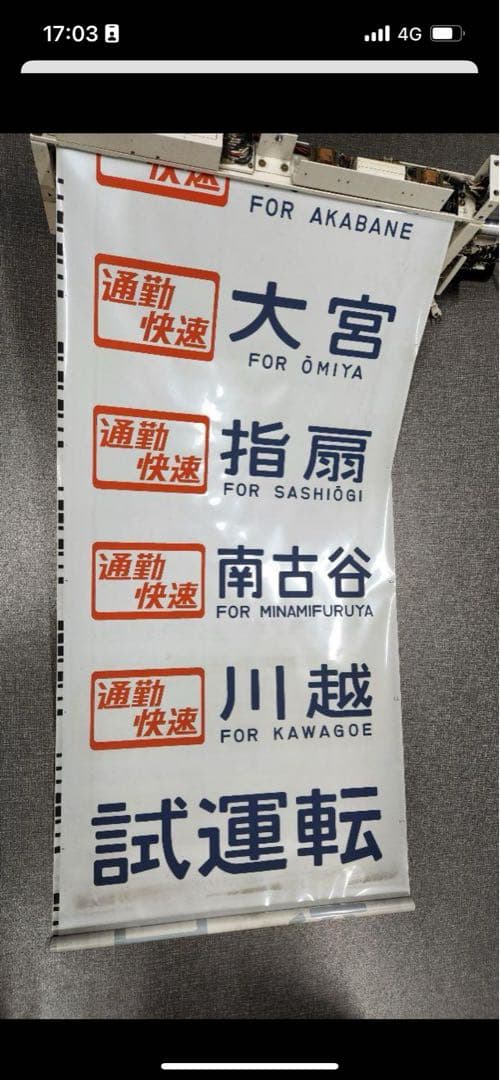 17:03
4G
快速
FOR AKABANE
通勤
快速
大宮
FOR ŌMIYA
通勤
快速
指扇
FOR SASHIŌGI
通勤
快速
南古谷
FOR MINAMIFURUYA
通勤
快速
川越
FOR KAWAGOE
試運転